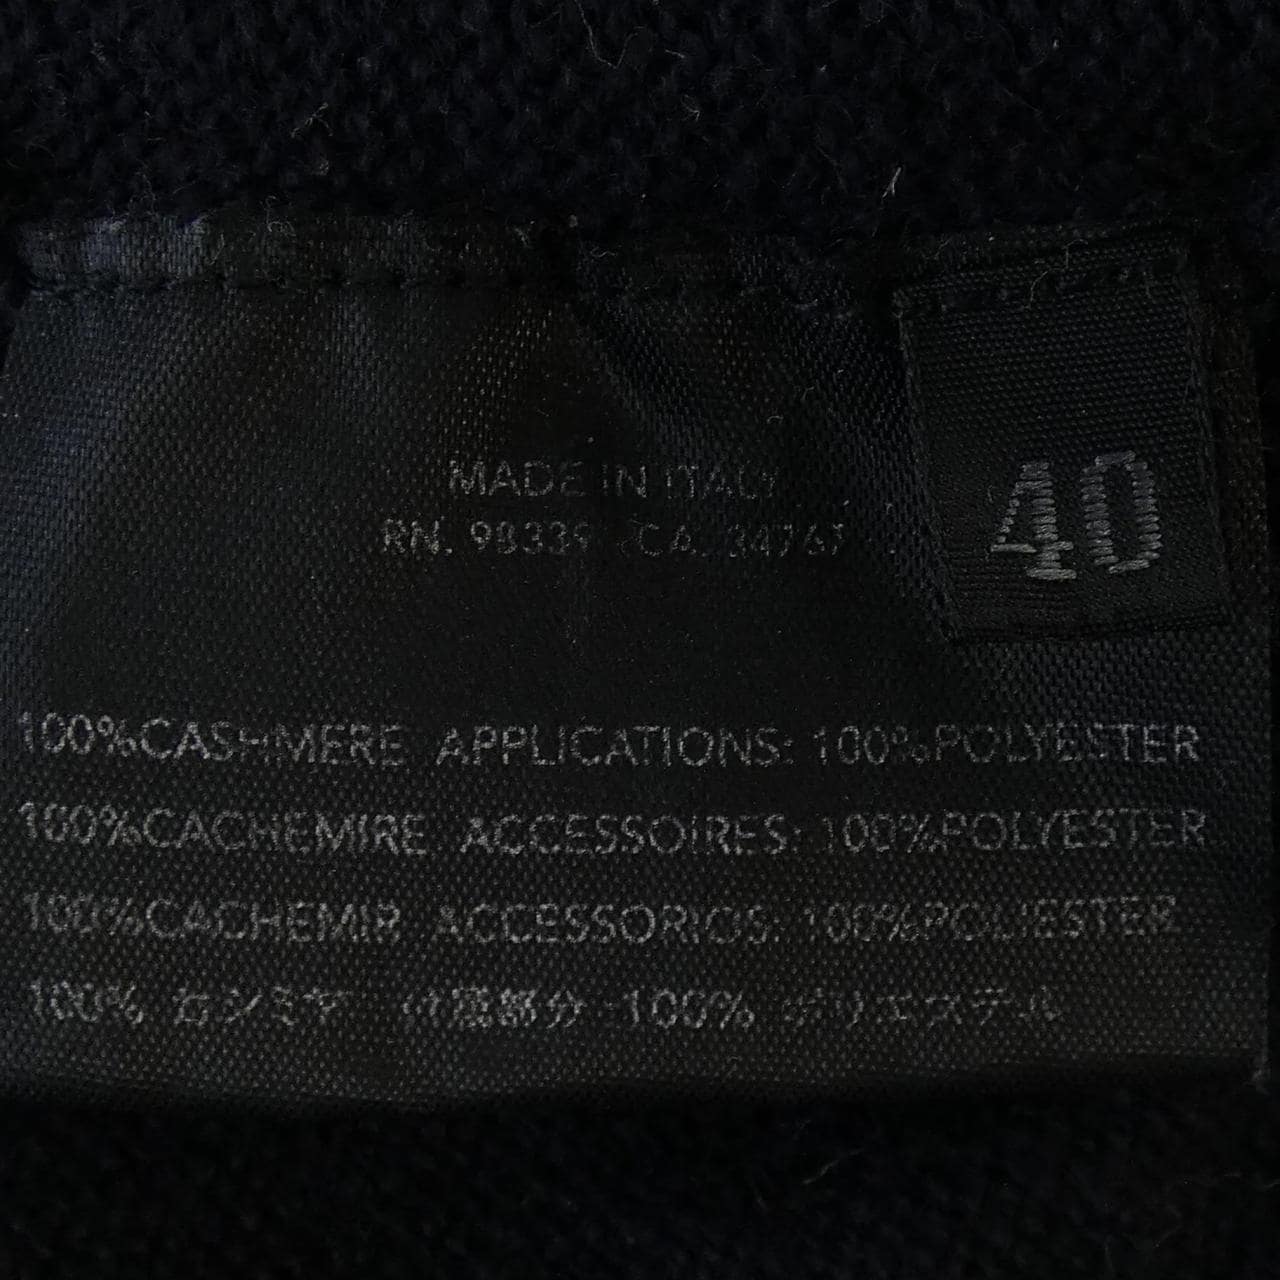 MADE IN ITALY
40
RN. 98339 CA. 34767
100%CASHMERE APPLICATIONS: 100%POLYESTER
100%CACHEMIRE ACCESSOIRES: 100%POLYESTER
100%CACHEMIR ACCESSORIOS: 100%POLIESTER
100% カシミヤ 付属部分 :100% ポリエステル